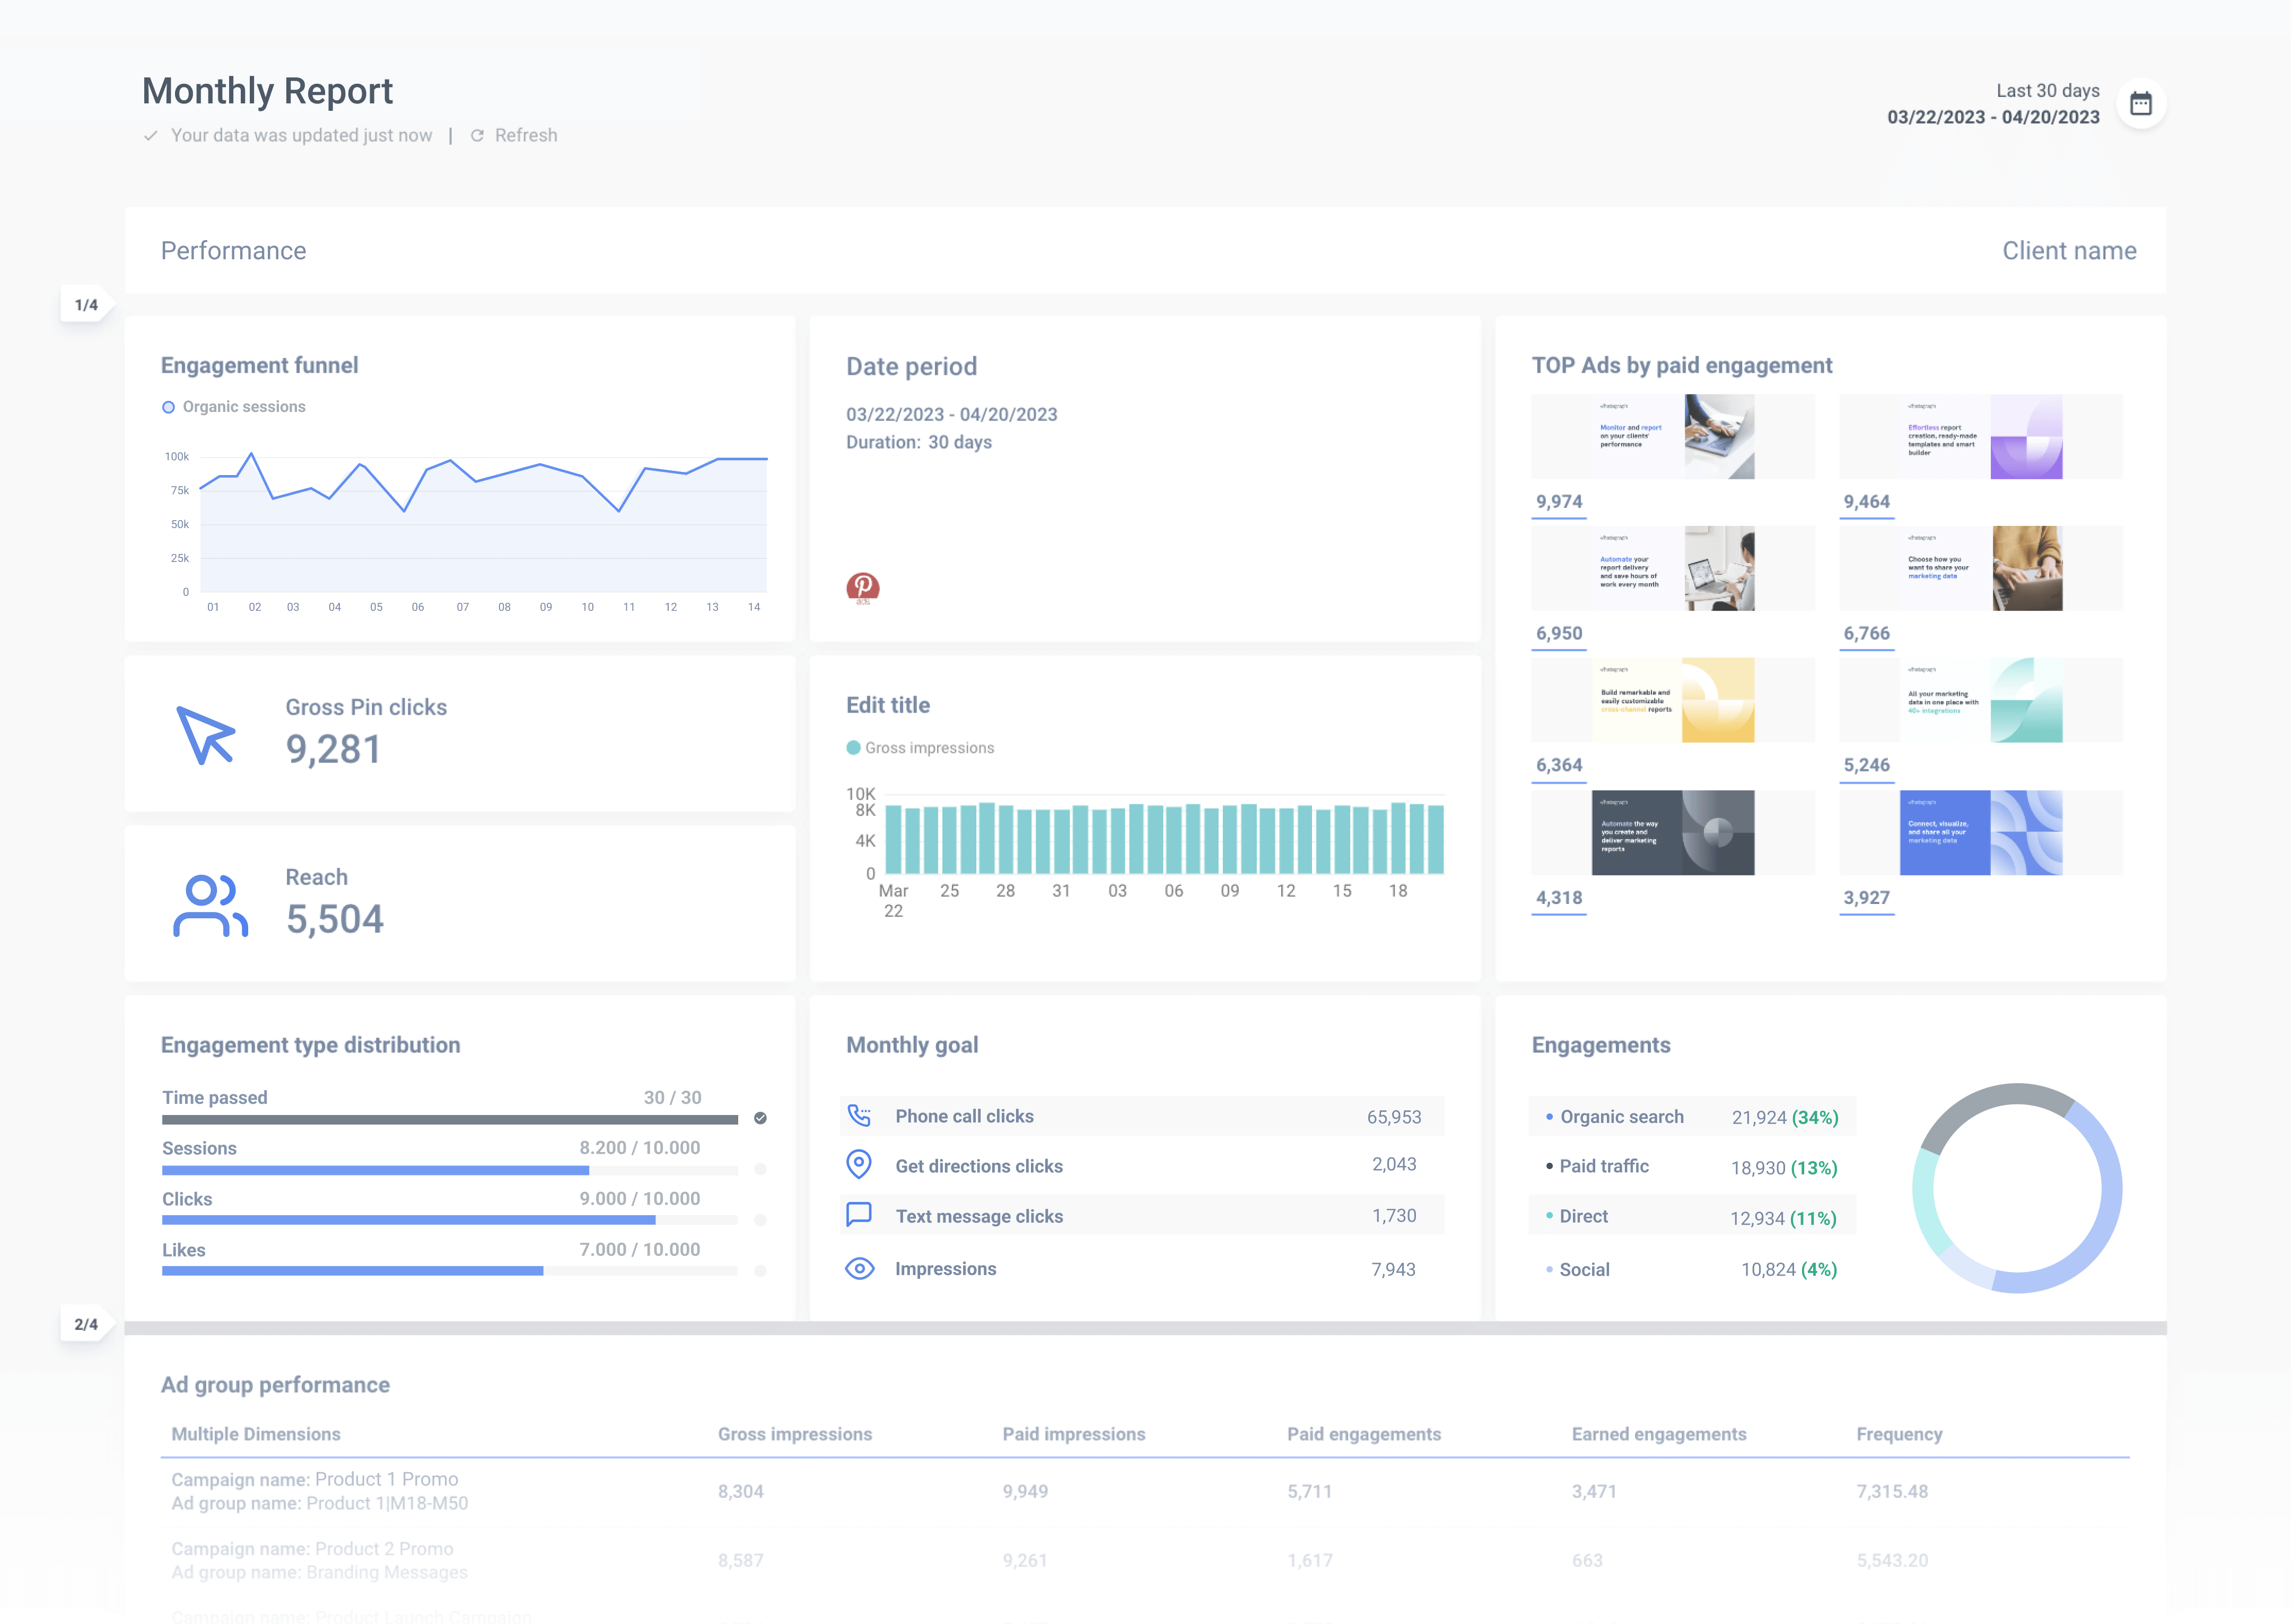 Monthly Report
Your data was updated just now | Refresh
Last 30 days
03/22/2023 - 04/20/2023
Performance
Client name
1/4
Engagement funnel
Organic sessions
100k
75k
50k
25k
0
01 02 03 04 05 06 07 08 09 10 11 12 13 14
Date period
03/22/2023 - 04/20/2023
Duration: 30 days
ads
TOP Ads by paid engagement
Monitor and report
on your clients'
performance
9,974
Effortless report
creation, ready-made
templates and smart
builder
9,464
Automate your
report delivery
and save hours of
work every month
6,950
Choose how you
want to share your
marketing data
6,766
Build remarkable and
easily customizable
cross-channel reports
6,364
All your marketing
data in one place with
40+ integrations
5,246
Automate the way
you create and
deliver marketing
reports
4,318
Connect, visualize,
and share all your
marketing data
3,927
Gross Pin clicks
9,281
Reach
5,504
Edit title
Gross impressions
10K
8K
4K
0
Mar 25 28 31 03 06 09 12 15 18
22
Engagement type distribution
Time passed 30 / 30
Sessions 8.200 / 10.000
Clicks 9.000 / 10.000
Likes 7.000 / 10.000
Monthly goal
Phone call clicks 65,953
Get directions clicks 2,043
Text message clicks 1,730
Impressions 7,943
Engagements
Organic search 21,924 (34%)
Paid traffic 18,930 (13%)
Direct 12,934 (11%)
Social 10,824 (4%)
2/4
Ad group performance
Multiple Dimensions Gross impressions Paid impressions Paid engagements Earned engagements Frequency
Campaign name: Product 1 Promo
Ad group name: Product 1|M18-M50
8,304 9,949 5,711 3,471 7,315.48
Campaign name: Product 2 Promo
Ad group name: Branding Messages
8,587 9,261 1,617 663 5,543.20
Campaign name: Product Launch Campaign